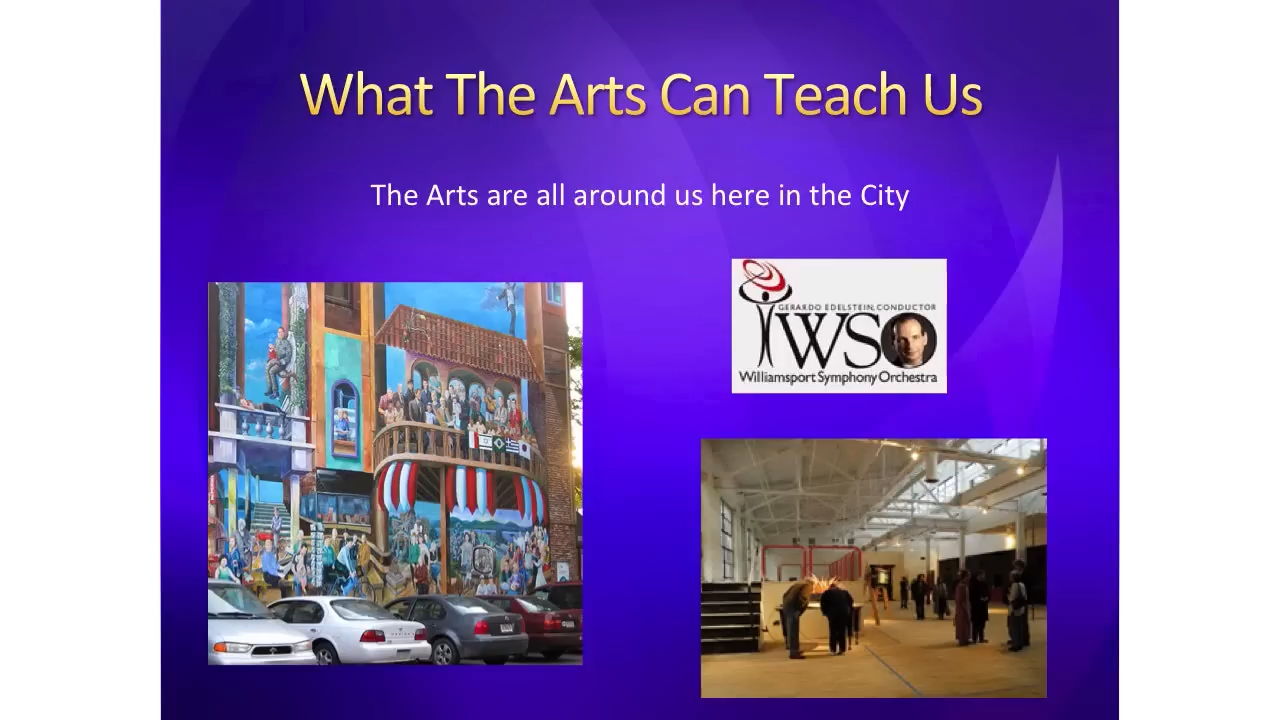 What The Arts Can Teach Us
The Arts are all around us here in the City
GERARDO EDELSTEIN, CONDUCTOR
WSO
Williamsport Symphony Orchestra